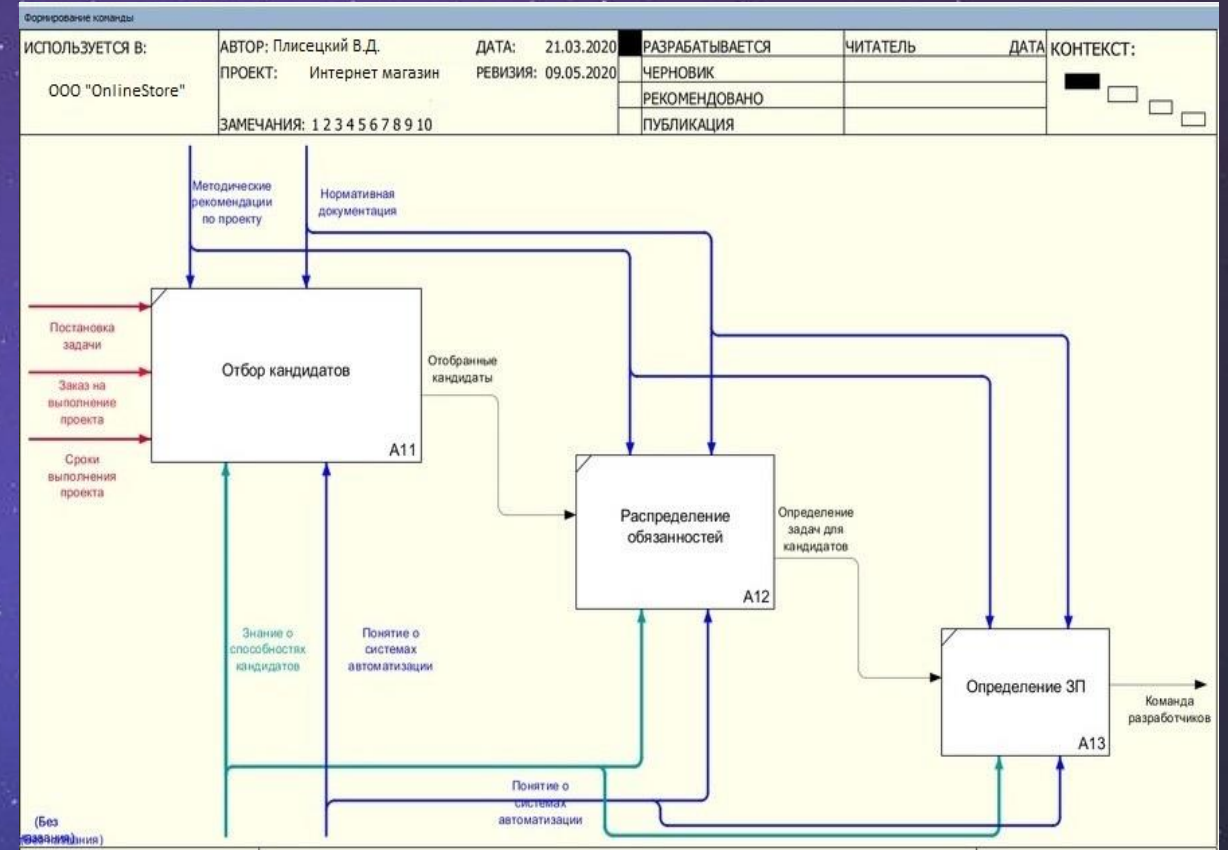 Формирование команды
ИСПОЛЬЗУЕТСЯ В:
ООО "OnlineStore"
АВТОР: Плисецкий В.Д.
ДАТА: 21.03.2020
ПРОЕКТ: Интернет магазин
РЕВИЗИЯ: 09.05.2020
ЗАМЕЧАНИЯ: 1 2 3 4 5 6 7 8 9 10
РАЗРАБАТЫВАЕТСЯ
ЧЕРНОВИК
РЕКОМЕНДОВАНО
ПУБЛИКАЦИЯ
ЧИТАТЕЛЬ
ДАТА
КОНТЕКСТ:
Методические
рекомендации
по проекту
Нормативная
документация
Постановка
задачи
Заказ на
выполнение
проекта
Сроки
выполнения
проекта
Отбор кандидатов
A11
Отобранные
кандидаты
Распределение
обязанностей
A12
Определение
задач для
кандидатов
Определение ЗП
A13
Команда
разработчиков
Знание о
способностях
кандидатов
Понятие о
системах
автоматизации
Понятие о
системах
автоматизации
(Без